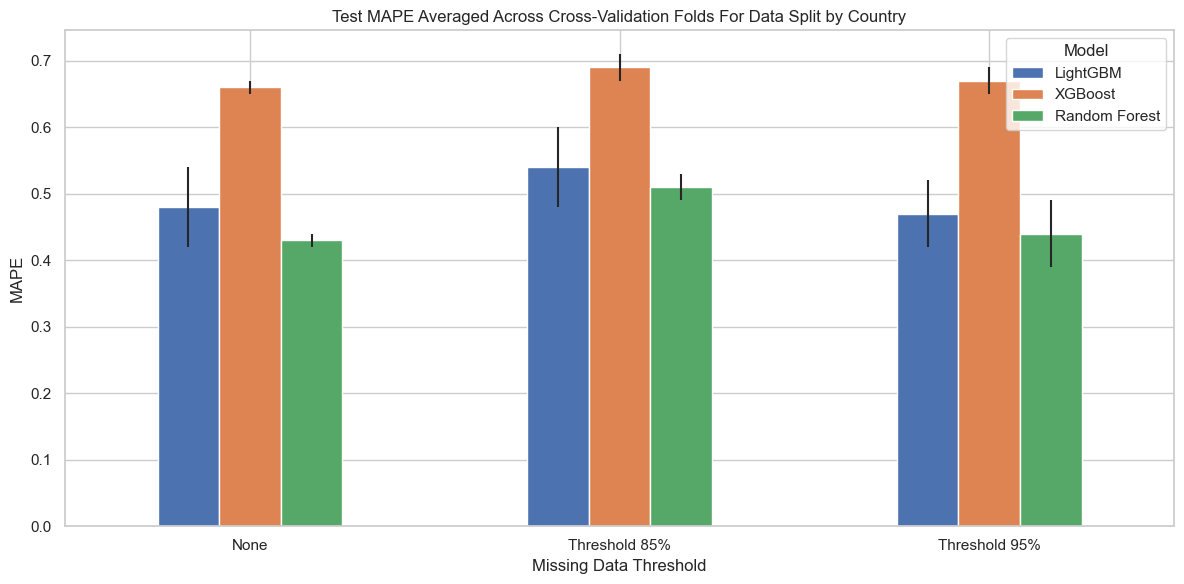 Test MAPE Averaged Across Cross-Validation Folds For Data Split by Country
Model
LightGBM
XGBoost
Random Forest
MAPE
0.7
0.6
0.5
0.4
0.3
0.2
0.1
0.0
None
Threshold 85%
Threshold 95%
Missing Data Threshold